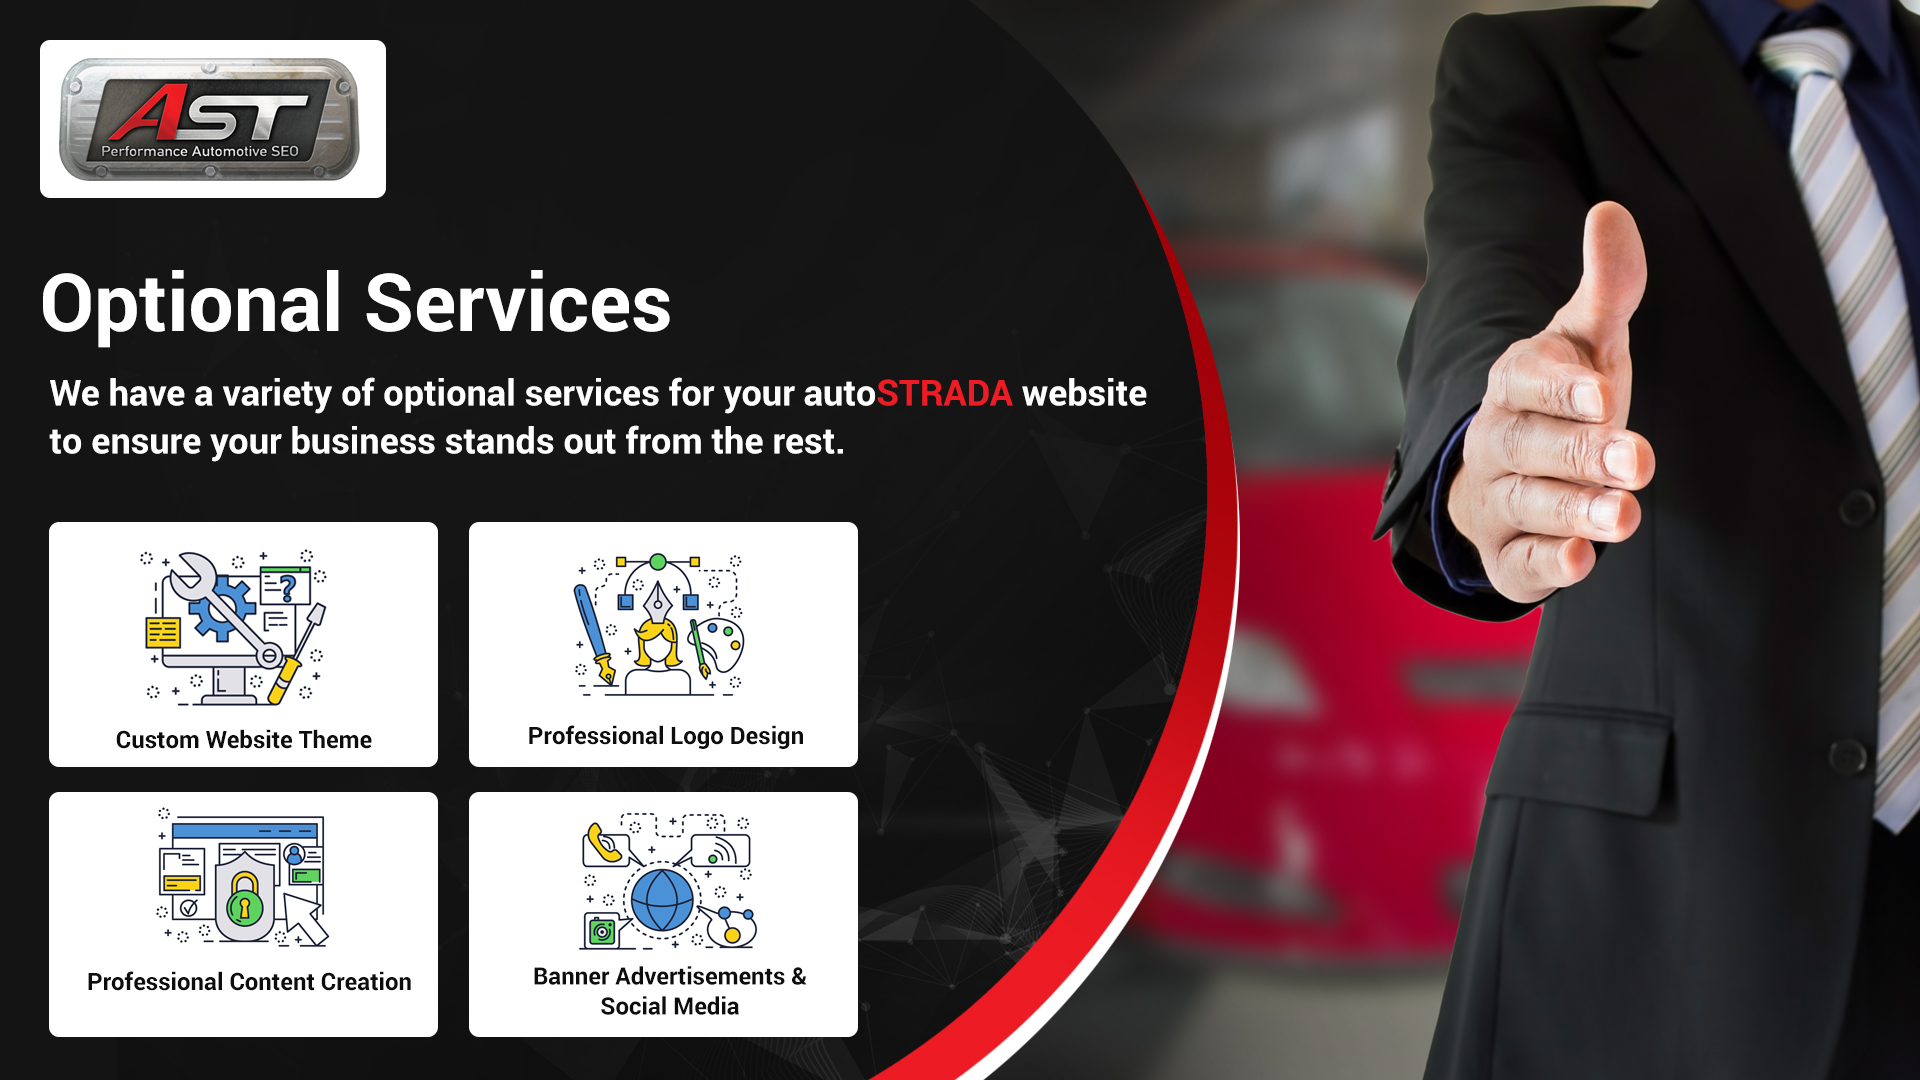 AST
Performance Automotive SEO
Optional Services
We have a variety of optional services for your autoSTRADA website
to ensure your business stands out from the rest.
?
Custom Website Theme
Professional Logo Design
Professional Content Creation
Banner Advertisements &
Social Media